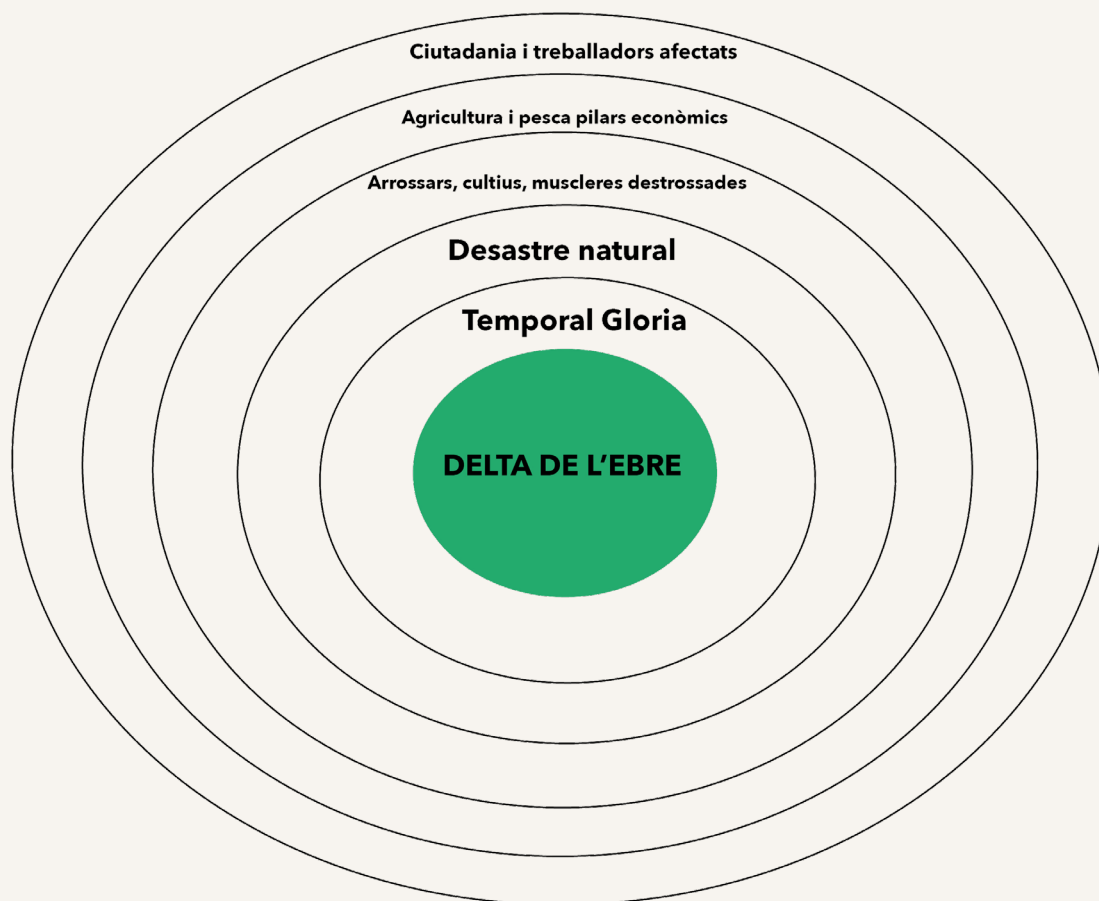 Ciutadania i treballadors afectats
Agricultura i pesca pilars econòmics
Arrossars, cultius, muscleres destrossades
Desastre natural
Temporal Gloria
DELTA DE L’EBRE